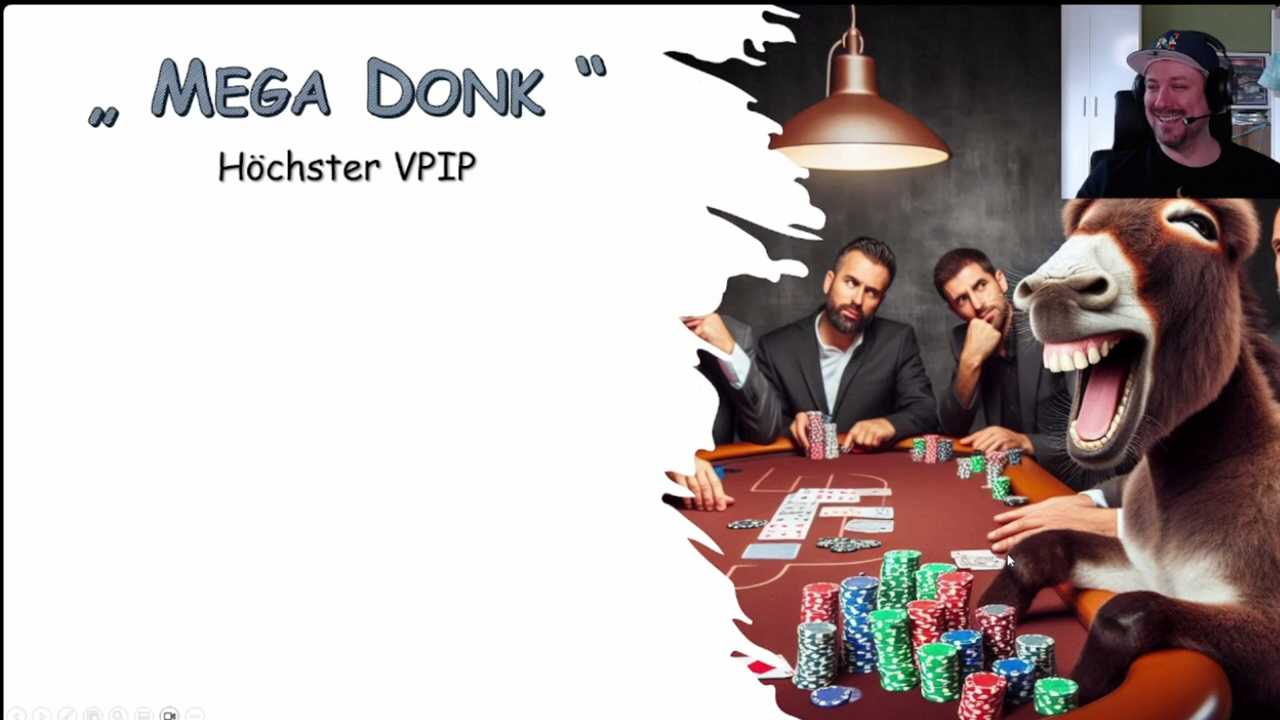 „ Mega Donk “
Höchster VPIP